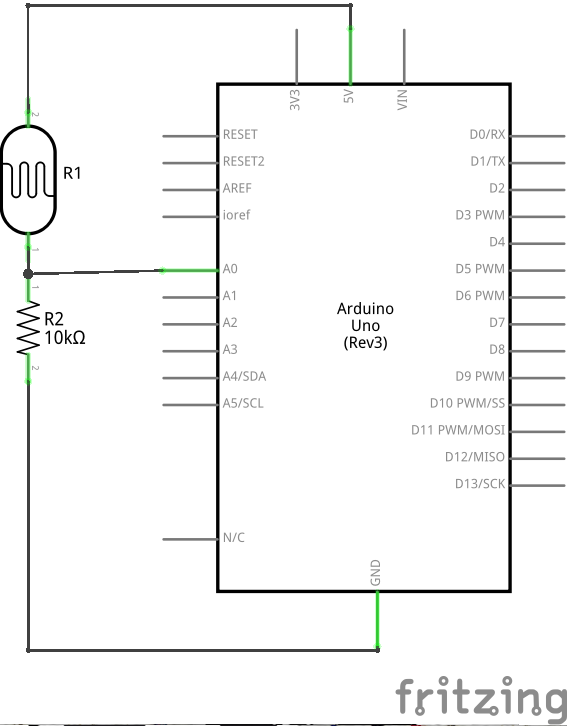 3V3
5V
VIN
RESET
RESET2
AREF
ioref
A0
A1
A2
A3
A4/SDA
A5/SCL
N/C
D0/RX
D1/TX
D2
D3 PWM
D4
D5 PWM
D6 PWM
D7
D8
D9 PWM
D10 PWM/SS
D11 PWM/MOSI
D12/MISO
D13/SCK
GND
Arduino
Uno
(Rev3)
2
R1
1
1
R2
10kΩ
2
fritzing